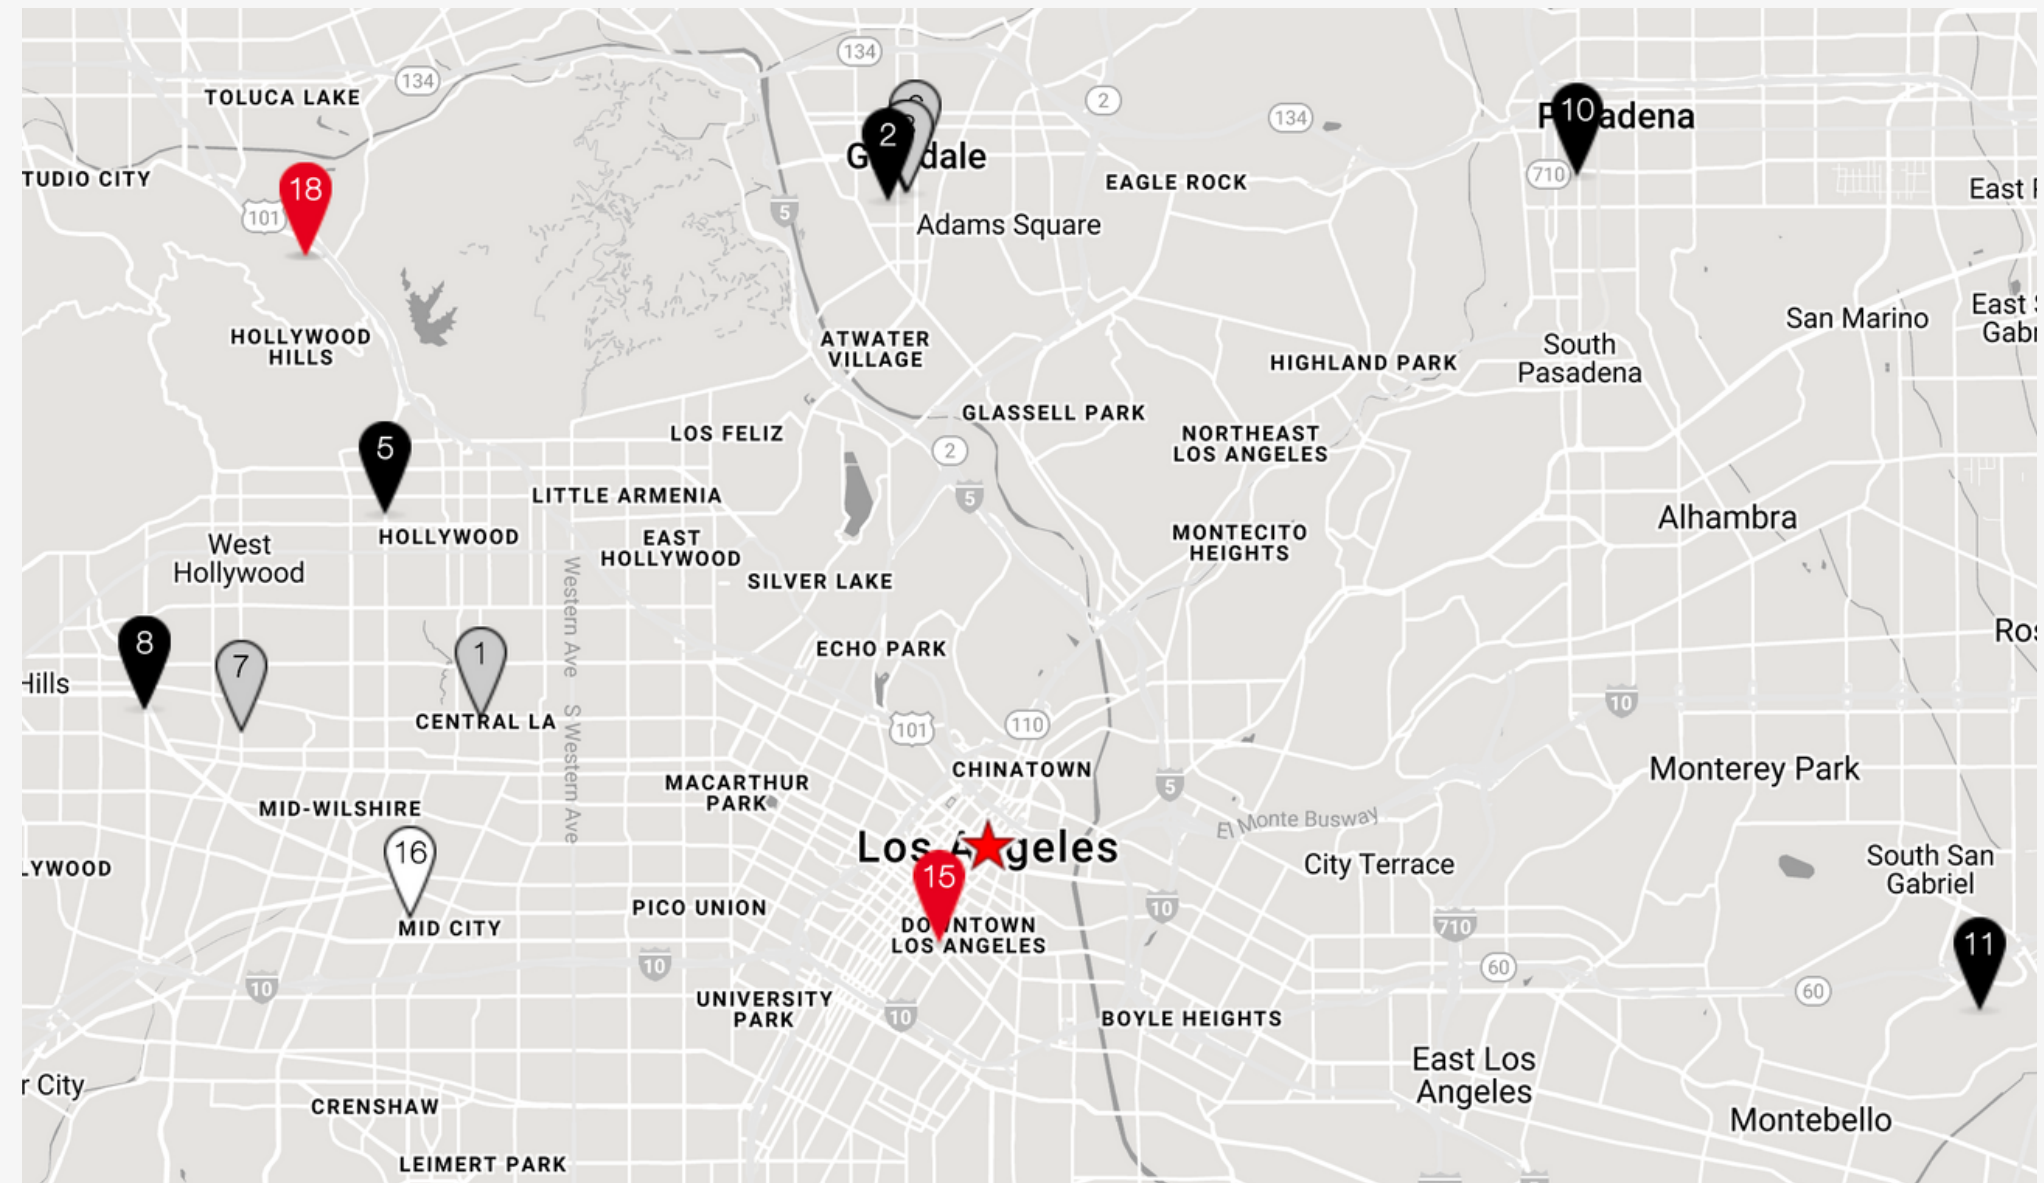 134
TOLUCA LAKE
134
2
134
10
2
TUDIO CITY
18
101
EAGLE ROCK
710
5
Adams Square
East
San Marino
East
HOLLYWOOD
HILLS
ATWATER
VILLAGE
HIGHLAND PARK
South
Pasadena
GLASSELL PARK
LOS FELIZ
5
2
NORTHEAST
LOS ANGELES
LITTLE ARMENIA
5
Alhambra
HOLLYWOOD
West
Hollywood
EAST
HOLLYWOOD
MONTECITO
HEIGHTS
SILVER LAKE
Western Ave
8
7
1
ECHO PARK
Hills
CENTRAL LA
S Western Ave
101
110
10
CHINATOWN
Monterey Park
MACARTHUR
PARK
5
MID-WILSHIRE
El Monte Busway
16
Los Angeles
City Terrace
South San
Gabriel
LYWOOD
15
PICO UNION
10
710
MID CITY
DOWNTOWN
LOS ANGELES
11
10
10
60
60
UNIVERSITY
PARK
10
BOYLE HEIGHTS
East Los
Angeles
r City
CRENSHAW
Montebello
LEIMERT PARK